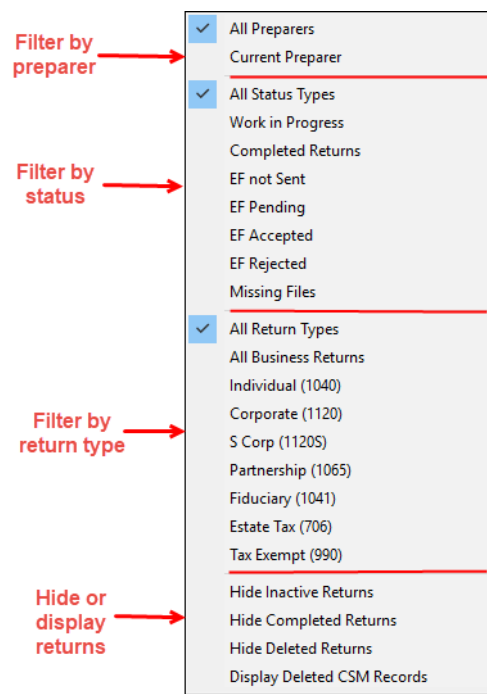 Filter by
preparer
All Preparers
Current Preparer
Filter by
status
All Status Types
Work in Progress
Completed Returns
EF not Sent
EF Pending
EF Accepted
EF Rejected
Missing Files
Filter by
return type
All Return Types
All Business Returns
Individual (1040)
Corporate (1120)
S Corp (1120S)
Partnership (1065)
Fiduciary (1041)
Estate Tax (706)
Tax Exempt (990)
Hide or
display
returns
Hide Inactive Returns
Hide Completed Returns
Hide Deleted Returns
Display Deleted CSM Records